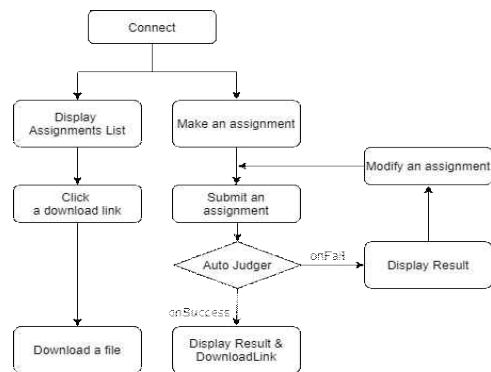 Connect
Display
Assignments List
Make an assignment
Modify an assignment
Click
a download link
Submit an
assignment
Auto Judger
onFail
Display Result
onSuccess
Download a file
Display Result &
DownloadLink